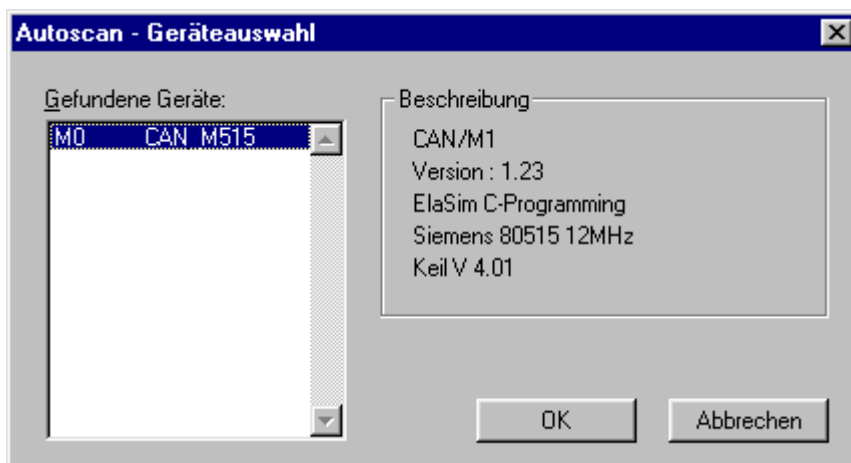 Autoscan - Geräteauswahl
Gefundene Geräte:
M0 CAN M515
Beschreibung
CAN/M1
Version : 1.23
ElaSim C-Programming
Siemens 80515 12MHz
Keil V 4.01
OK
Abbrechen